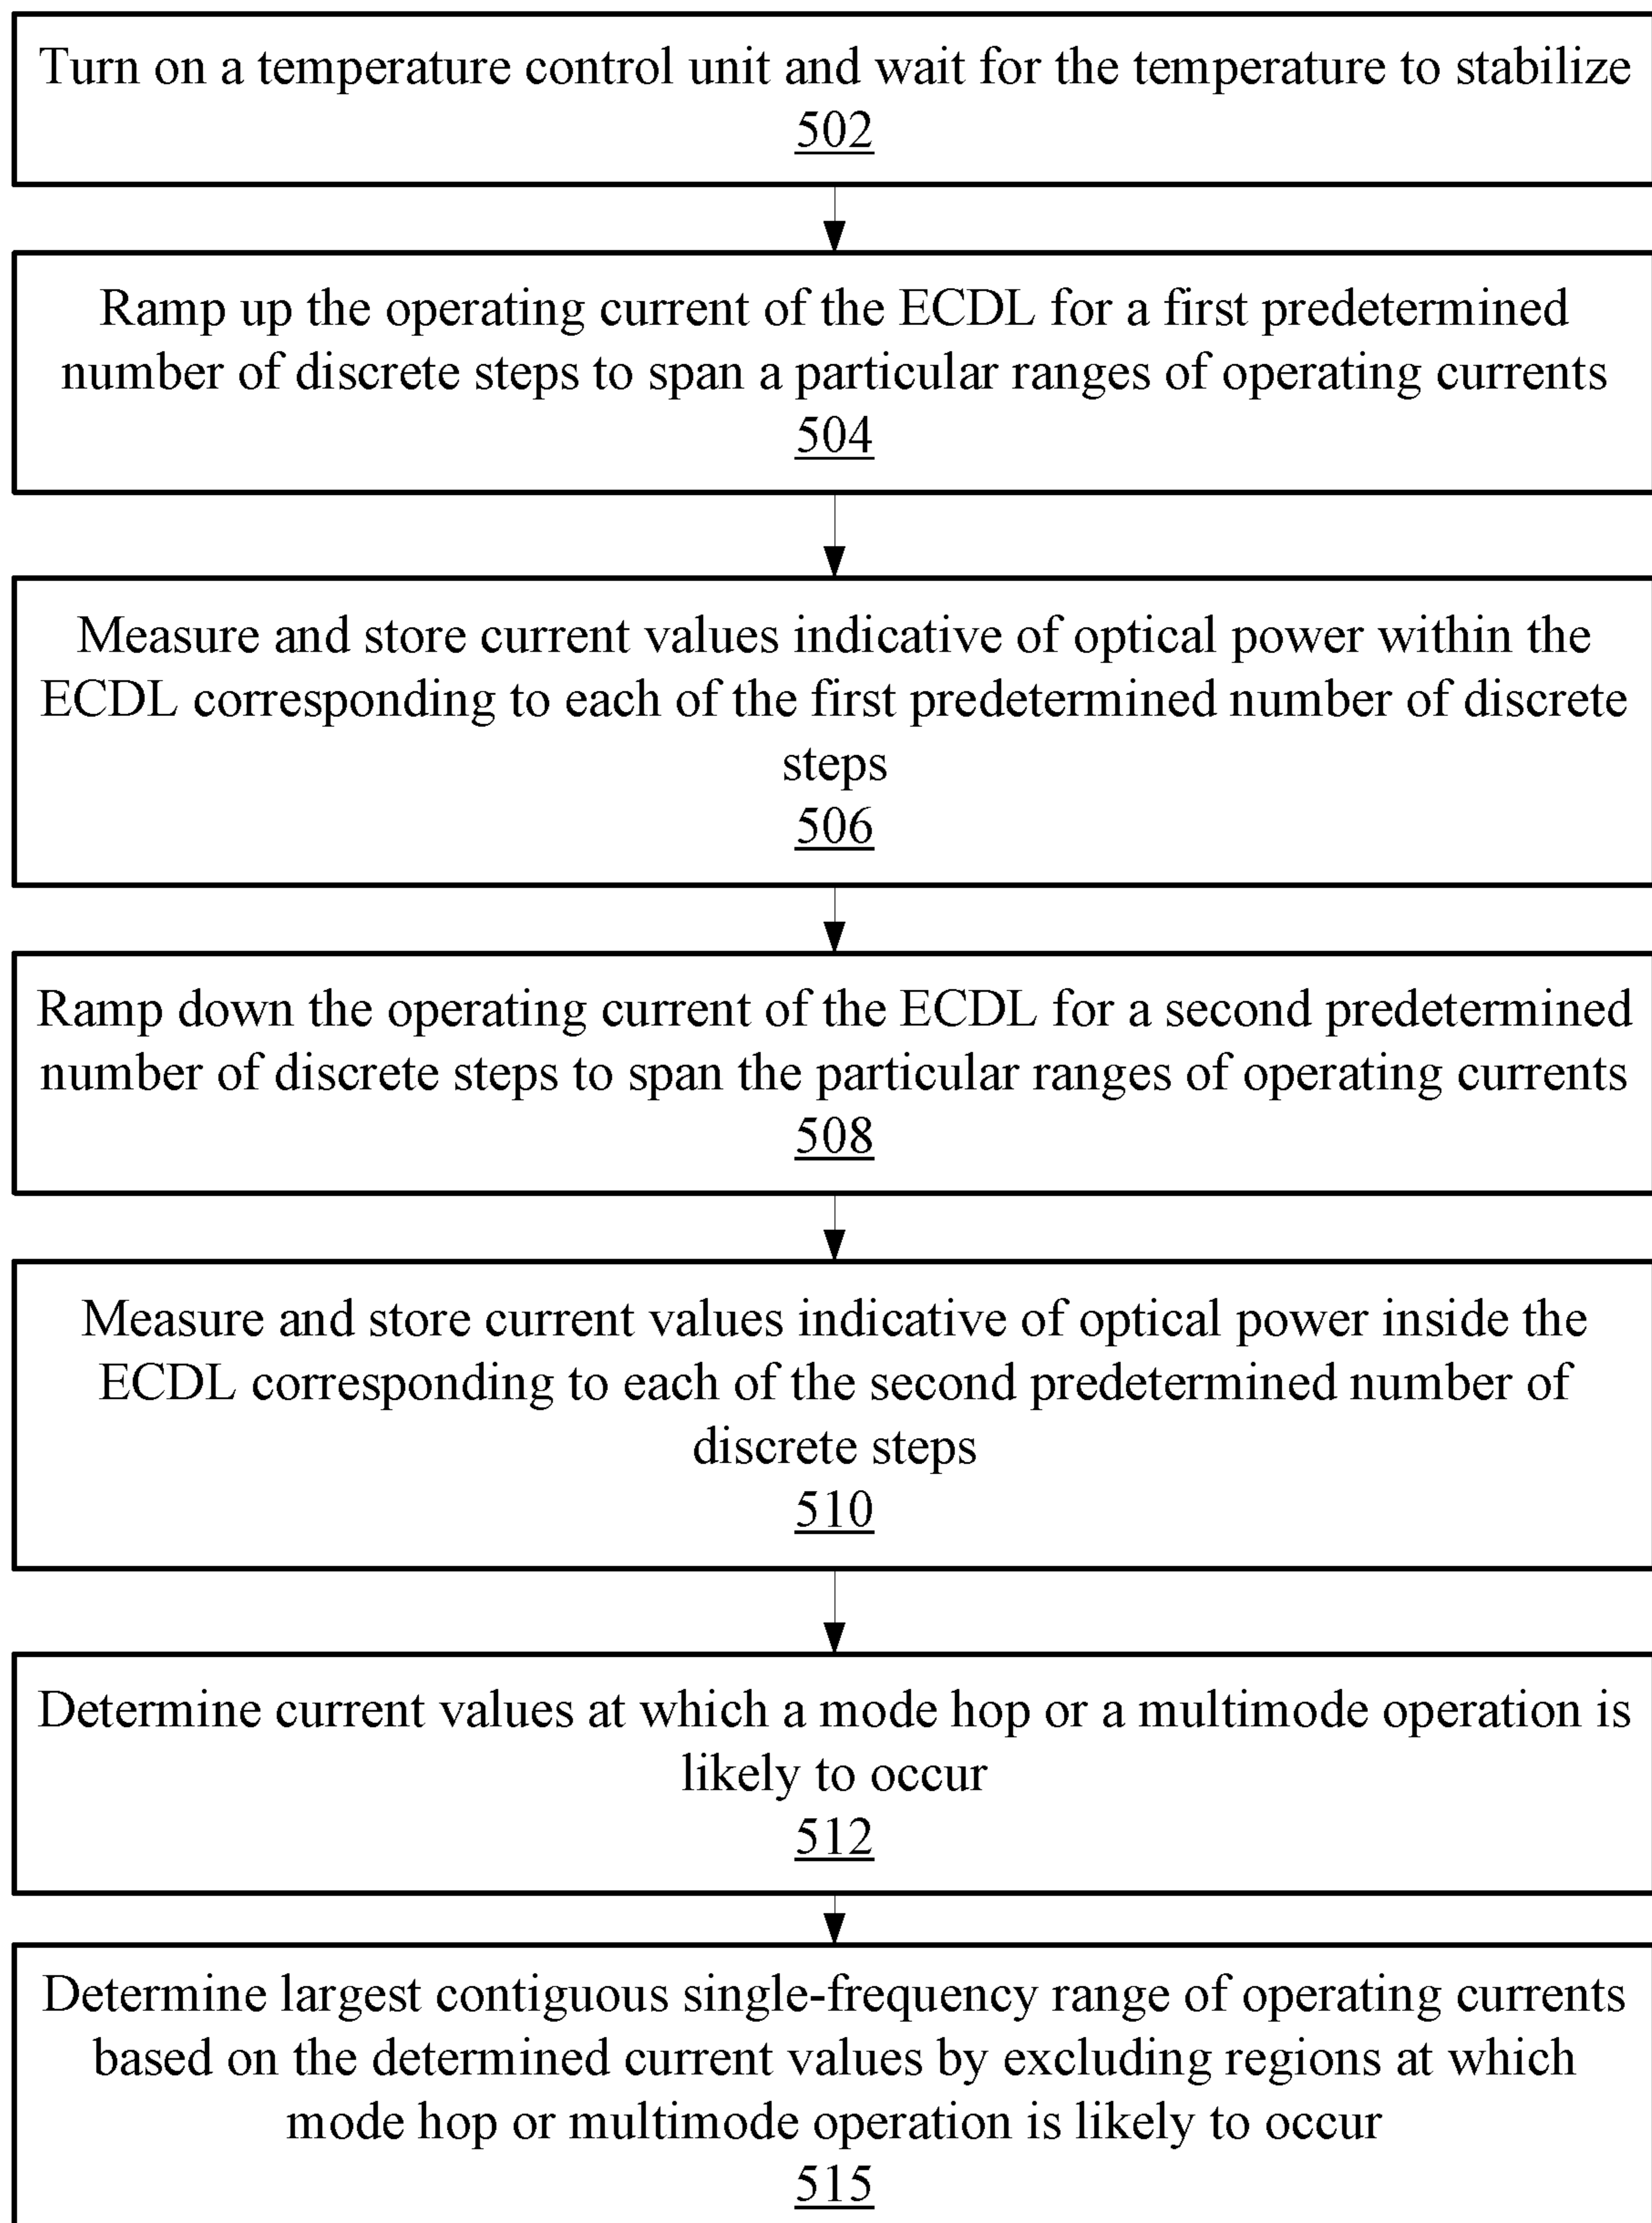 Turn on a temperature control unit and wait for the temperature to stabilize
502
Ramp up the operating current of the ECDL for a first predetermined
number of discrete steps to span a particular ranges of operating currents
504
Measure and store current values indicative of optical power within the
ECDL corresponding to each of the first predetermined number of discrete
steps
506
Ramp down the operating current of the ECDL for a second predetermined
number of discrete steps to span the particular ranges of operating currents
508
Measure and store current values indicative of optical power inside the
ECDL corresponding to each of the second predetermined number of
discrete steps
510
Determine current values at which a mode hop or a multimode operation is
likely to occur
512
Determine largest contiguous single-frequency range of operating currents
based on the determined current values by excluding regions at which
mode hop or multimode operation is likely to occur
515